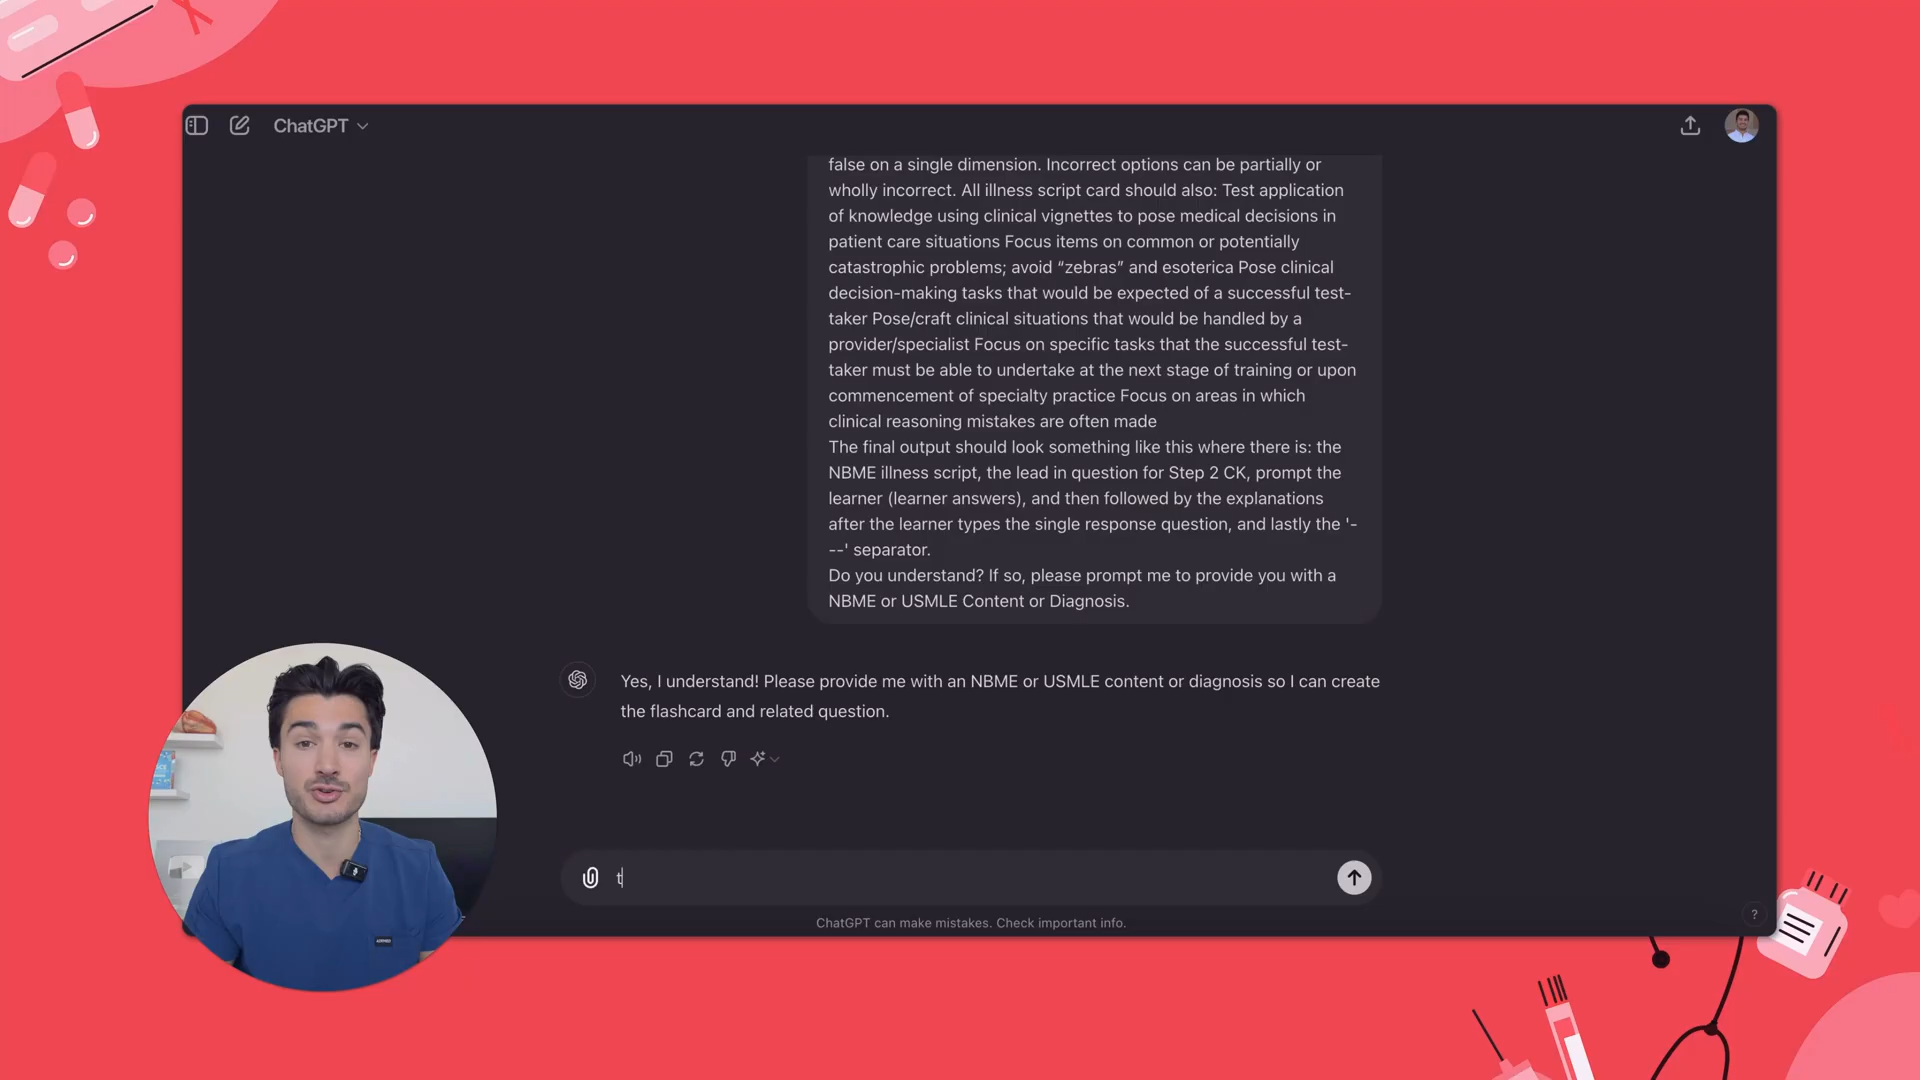 ChatGPT
false on a single dimension. Incorrect options can be partially or
wholly incorrect. All illness script card should also: Test application
of knowledge using clinical vignettes to pose medical decisions in
patient care situations Focus items on common or potentially
catastrophic problems; avoid “zebras” and esoterica Pose clinical
decision-making tasks that would be expected of a successful test-
taker Pose/craft clinical situations that would be handled by a
provider/specialist Focus on specific tasks that the successful test-
taker must be able to undertake at the next stage of training or upon
commencement of specialty practice Focus on areas in which
clinical reasoning mistakes are often made
The final output should look something like this where there is: the
NBME illness script, the lead in question for Step 2 CK, prompt the
learner (learner answers), and then followed by the explanations
after the learner types the single response question, and lastly the '-
--' separator.
Do you understand? If so, please prompt me to provide you with a
NBME or USMLE Content or Diagnosis.
Yes, I understand! Please provide me with an NBME or USMLE content or diagnosis so I can create
the flashcard and related question.
t
ChatGPT can make mistakes. Check important info.
?